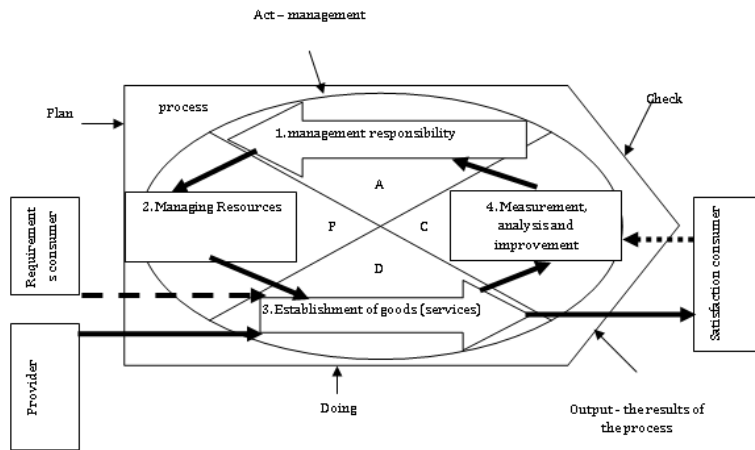 Act – management
Plan
process
Check
1. management responsibility
A
2. Managing Resources
P
C
4. Measurement,
analysis and
improvement
D
3. Establishment of goods (services)
Requirement
s consumer
Provider
Satisfaction consumer
Doing
Output - the results of
the process